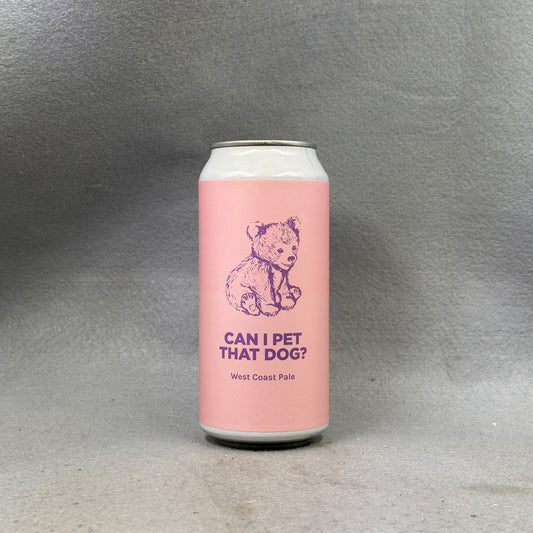 CAN I PET
THAT DOG?
West Coast Pale